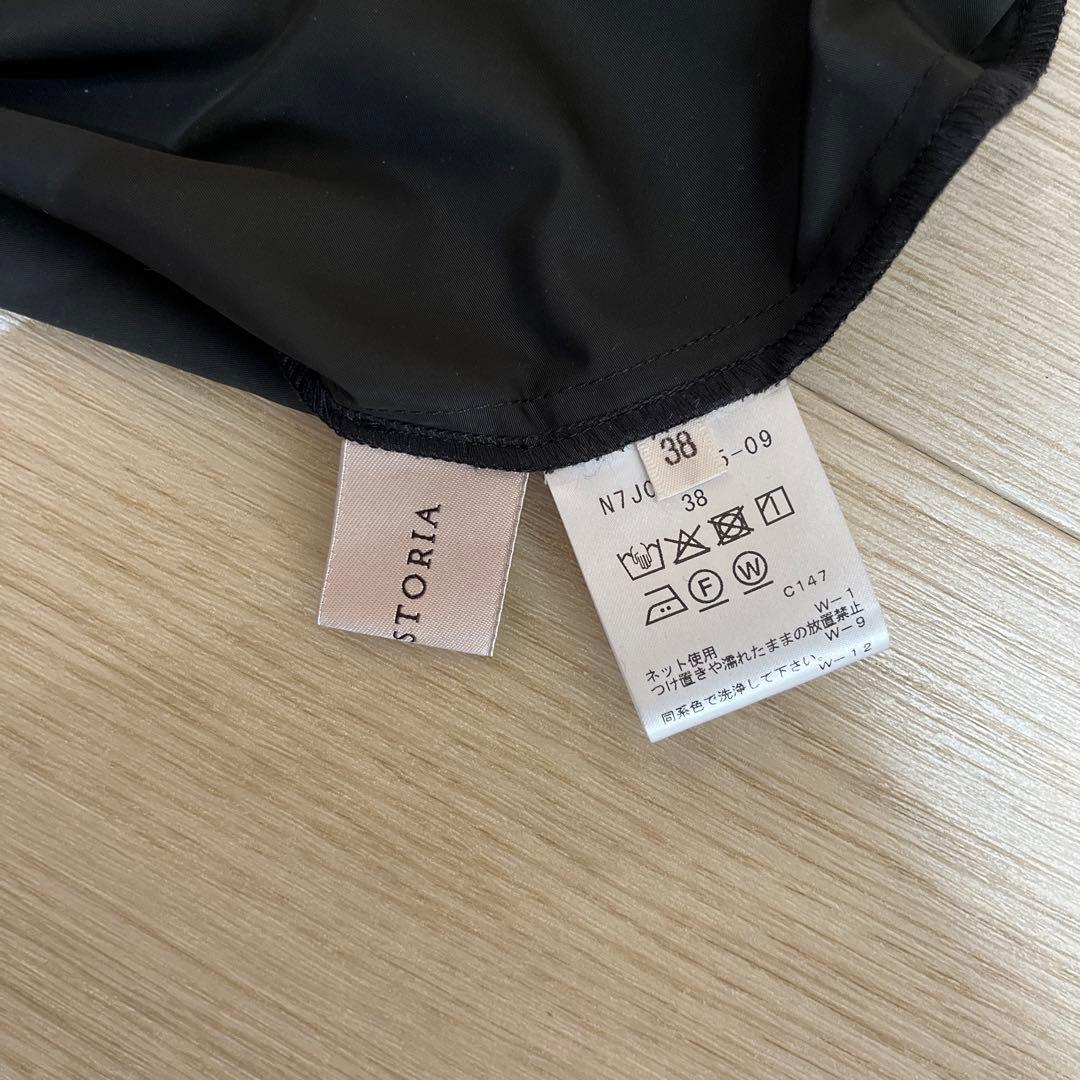 STORIA
38
5-09
N7JC
38
F
W
C147
W-1
ネット使用
つけ置きや濡れたままの放置禁止
W-9
同系色で洗浄して下さい。
W-12